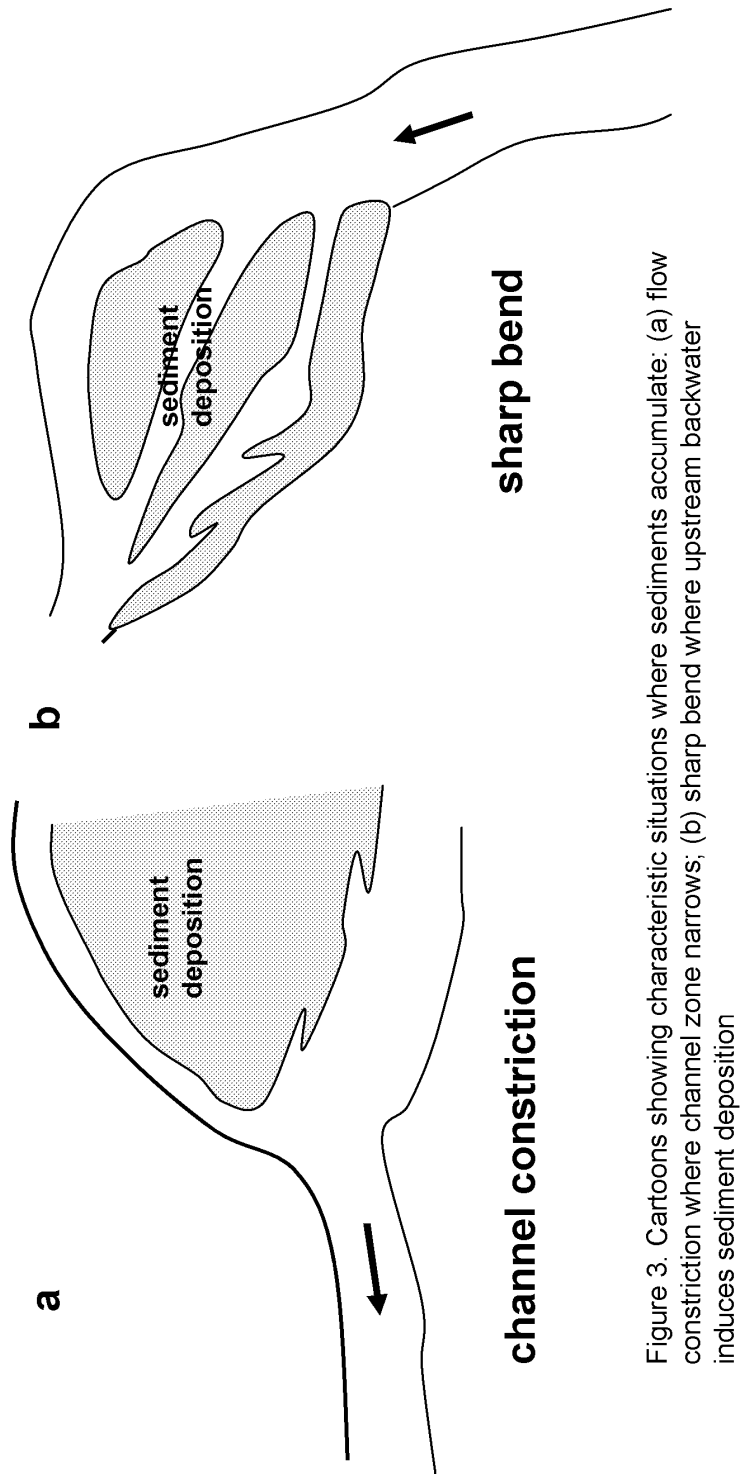 a
sediment
deposition
channel constriction
b
sediment
deposition
sharp bend
Figure 3. Cartoons showing characteristic situations where sediments accumulate: (a) flow
constriction where channel zone narrows; (b) sharp bend where upstream backwater
induces sediment deposition